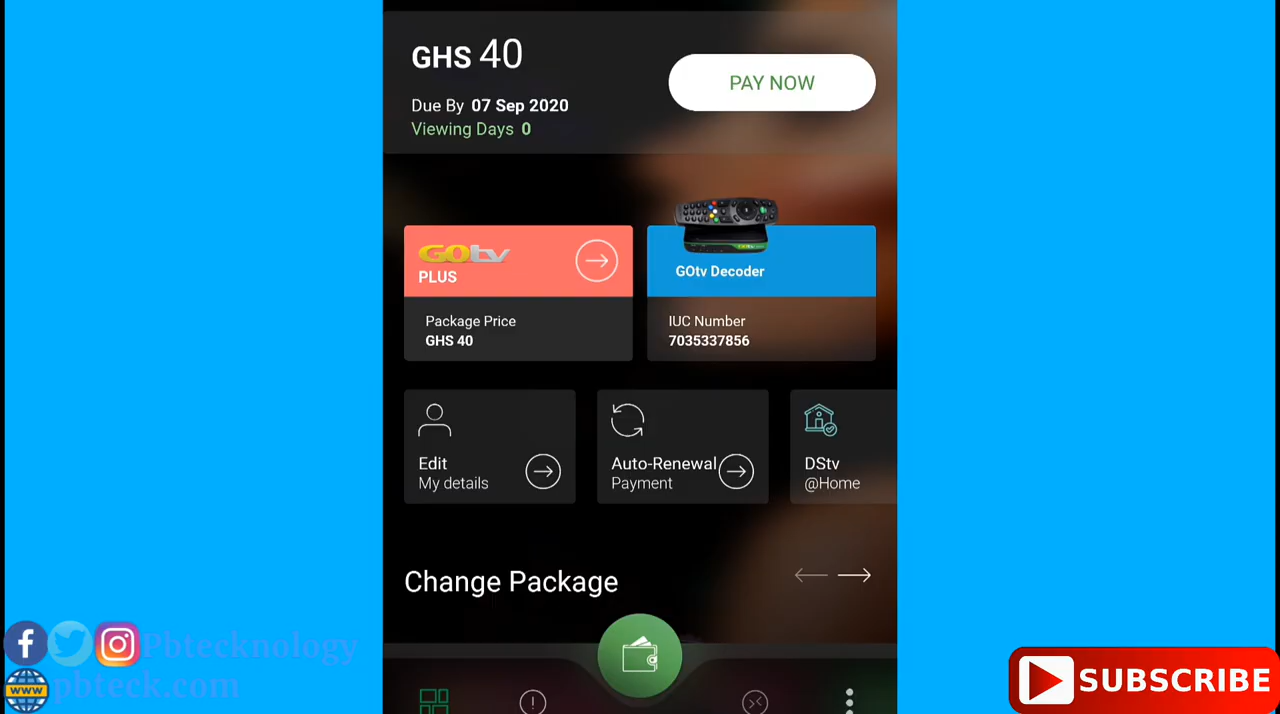 GHS 40
PAY NOW
Due By 07 Sep 2020
Viewing Days 0
GOtv
PLUS
GOtv Decoder
Package Price
GHS 40
IUC Number
7035337856
Edit
My details
Auto-Renewal
Payment
DStv
@Home
Change Package
Pbtecknology
www
pbteck.com
SUBSCRIBE